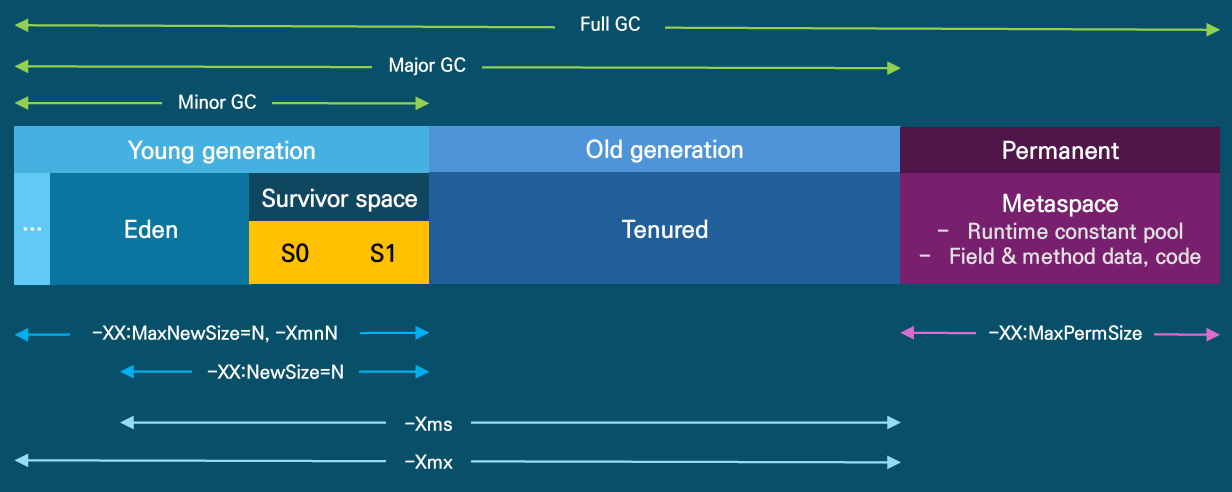 Full GC
Major GC
Minor GC
Young generation
Old generation
Permanent
...
Eden
Survivor space
S0 S1
Tenured
Metaspace
- Runtime constant pool
- Field & method data, code
-XX:MaxNewSize=N, -XmnN
-XX:MaxPermSize
-XX:NewSize=N
-Xms
-Xmx